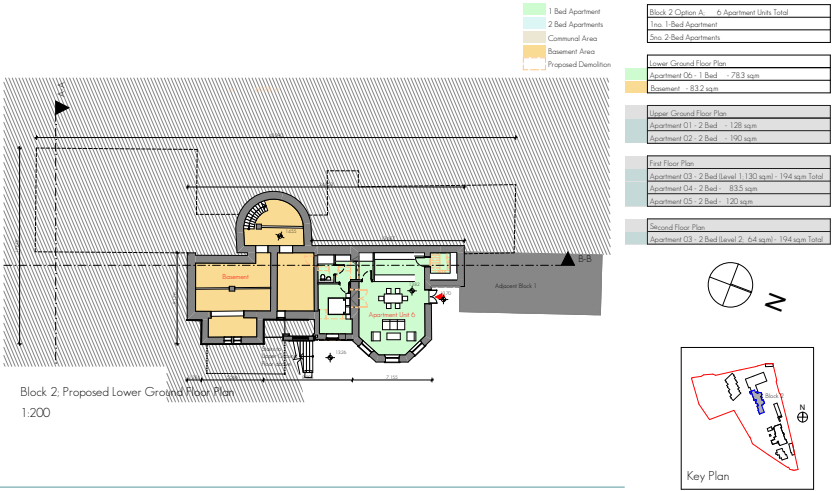 1 Bed Apartment
2 Bed Apartments
Communal Area
Basement Area
Proposed Demolition
Block 2 Option A: 6 Apartment Units Total
1no. 1-Bed Apartment
5no. 2-Bed Apartments
Lower Ground Floor Plan
Apartment 06 - 1 Bed - 78.3 sqm
Basement - 83.2 sqm
Upper Ground Floor Plan
Apartment 01 - 2 Bed - 128 sqm
Apartment 02 - 2 Bed - 190 sqm
First Floor Plan
Apartment 03 - 2 Bed (Level 1; 130 sqm) - 194 sqm Total
Apartment 04 - 2 Bed - 83.5 sqm
Apartment 05 - 2 Bed - 120 sqm
Second Floor Plan
Apartment 03 - 2 Bed (Level 2; 64 sqm) - 194 sqm Total
A-A
B-B
Basement
Apartment Unit 6
Adjacent Block 1
7,155
Block 2; Proposed Lower Ground Floor Plan
1:200
N
Block 2
N
Key Plan